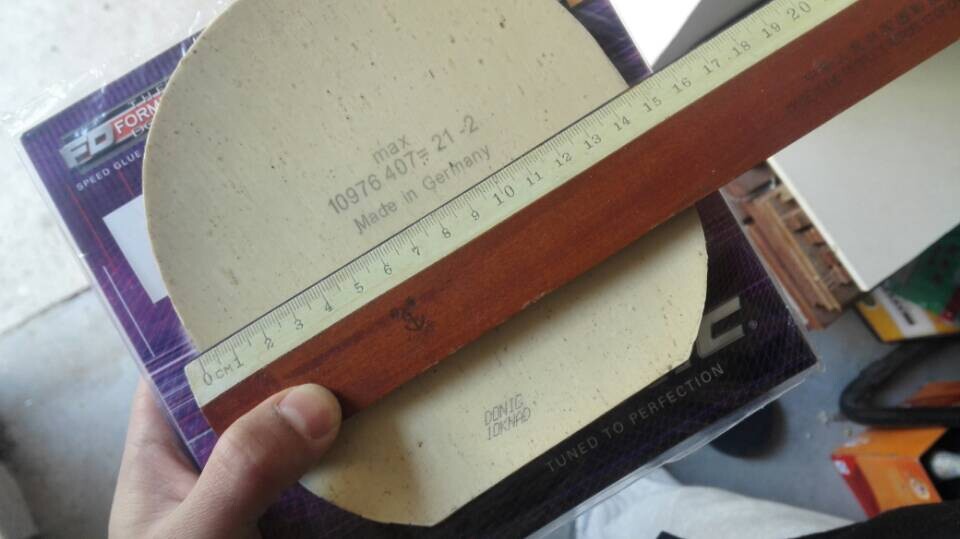 FORM
SPEED GLUE
max
10976 407= 21 -2
Made in Germany
0 CM 1 2 3 4 5 6 7 8 9 10 11 12 13 14 15 16 17 18 19 20
DONIC
TUNED TO PERFECTION